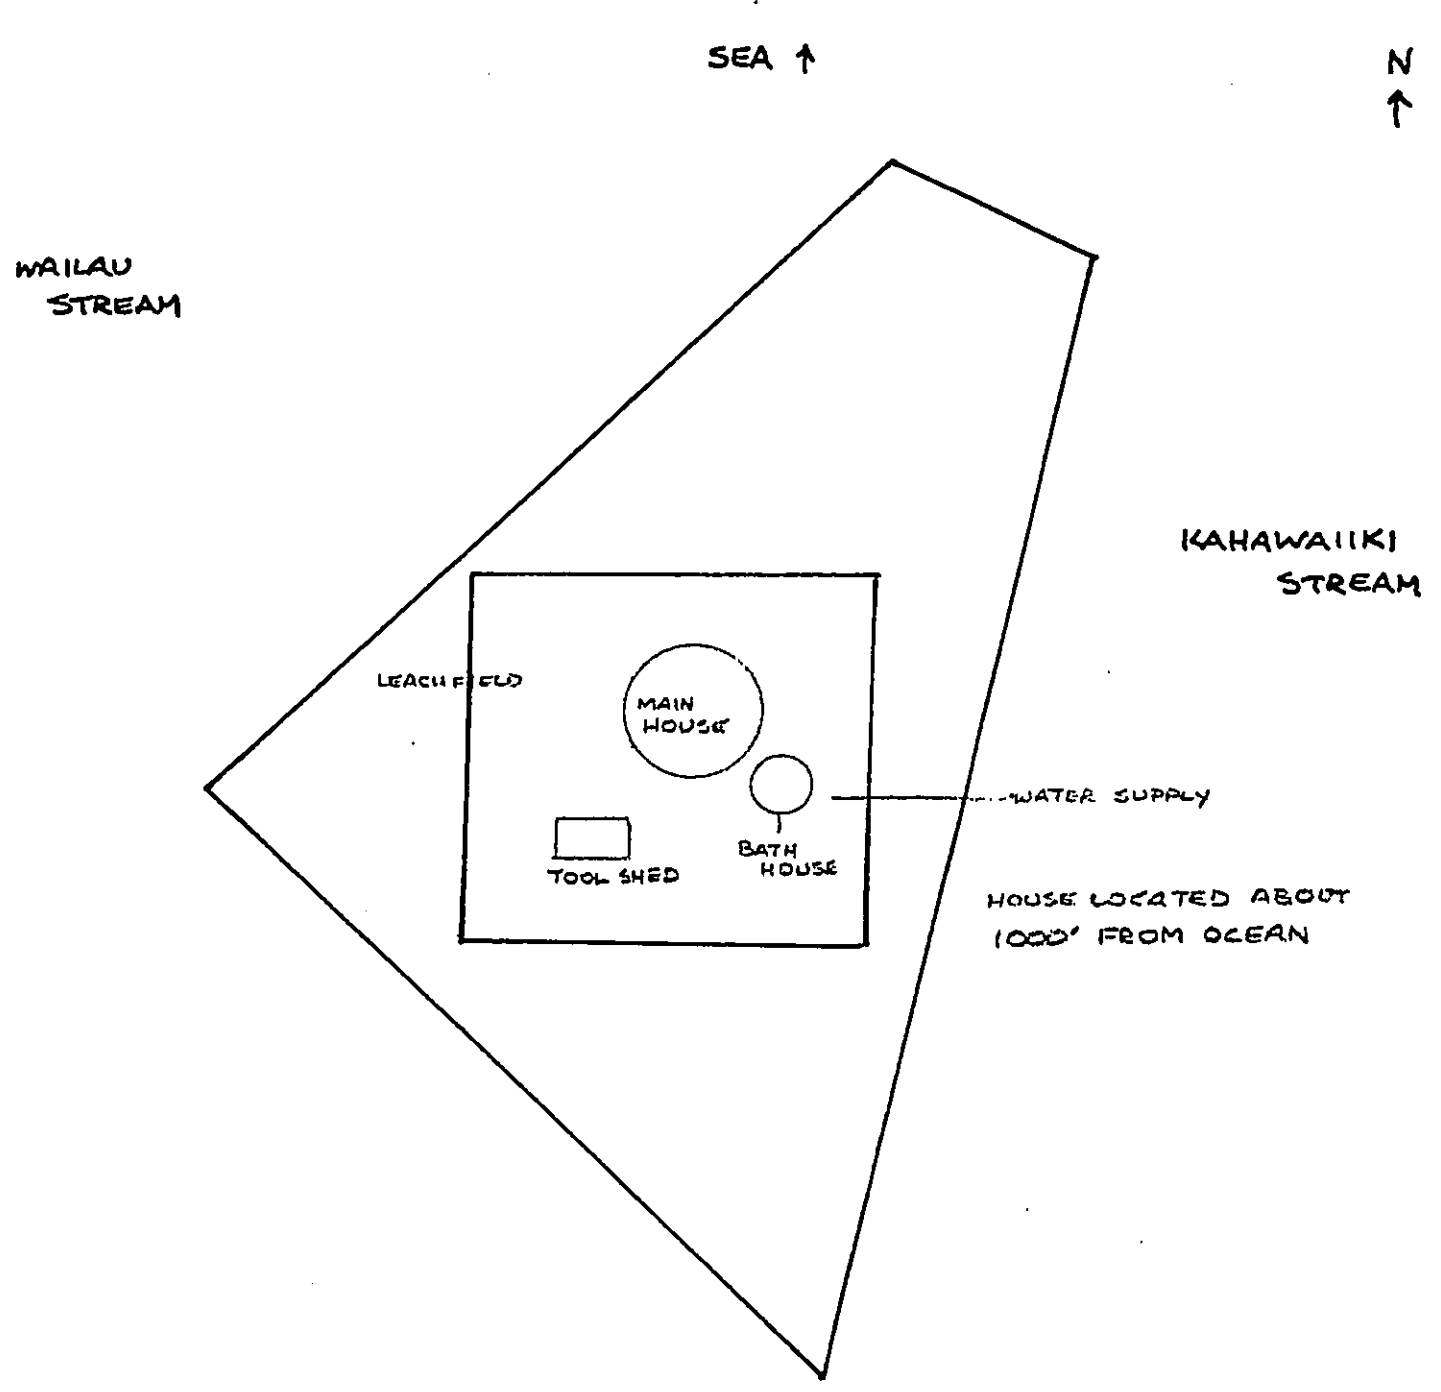 SEA ↑
N
↑
WAILAU
STREAM
KAHAWAIIKI
STREAM
LEACHFIELD
MAIN
HOUSE
WATER SUPPLY
BATH
HOUSE
TOOL SHED
HOUSE LOCATED ABOUT
1000' FROM OCEAN